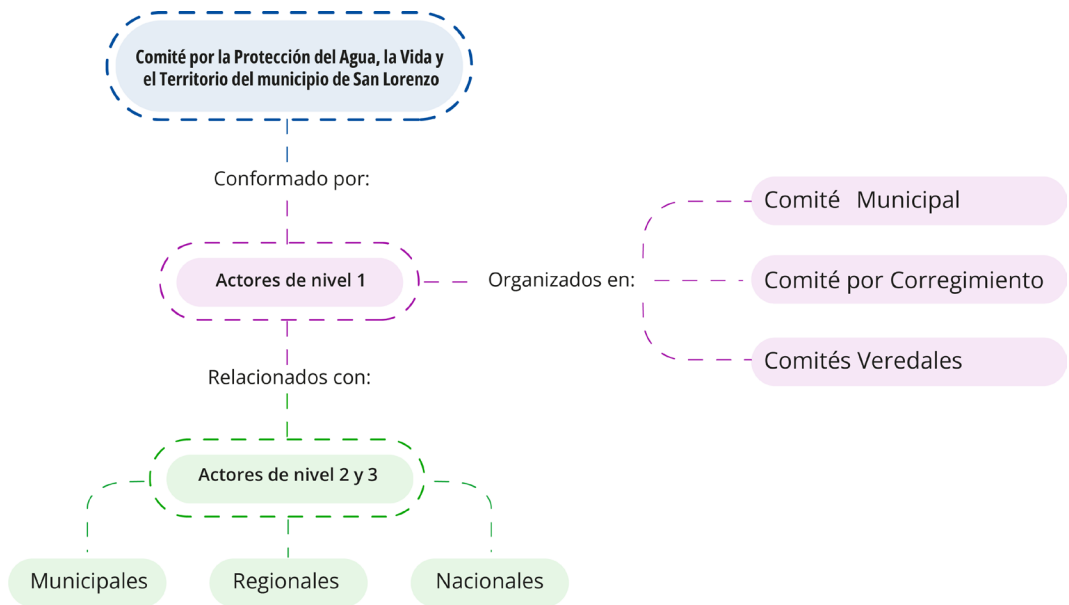 Comité por la Protección del Agua, la Vida y
el Territorio del municipio de San Lorenzo
Conformado por:
Actores de nivel 1
Organizados en:
Comité Municipal
Comité por Corregimiento
Comités Veredales
Relacionados con:
Actores de nivel 2 y 3
Municipales
Regionales
Nacionales